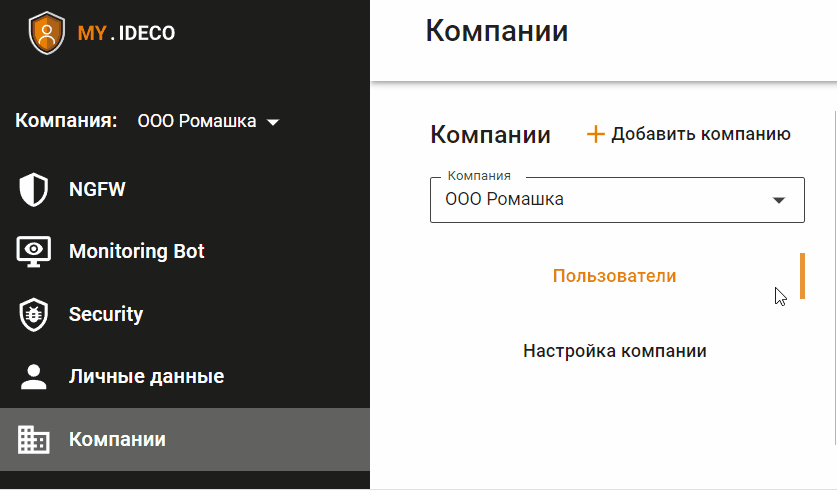 MY.IDECO
Компания: ООО Ромашка
NGFW
Monitoring Bot
Security
Личные данные
Компании
Компании
Компании
Добавить компанию
Компания
ООО Ромашка
Пользователи
Настройка компании